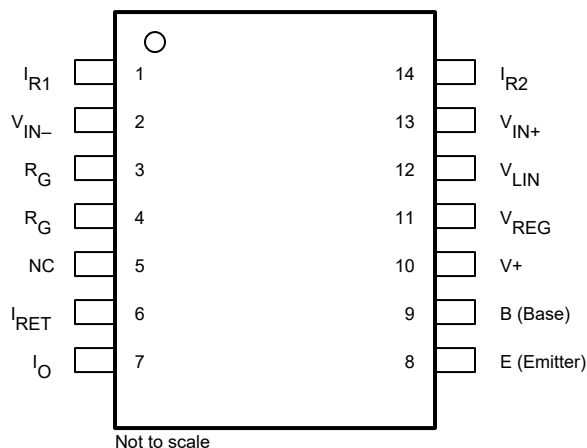 I_R1 1 14 I_R2
V_IN– 2 13 V_IN+
R_G 3 12 V_LIN
R_G 4 11 V_REG
NC 5 10 V+
I_RET 6 9 B (Base)
I_O 7 8 E (Emitter)
Not to scale